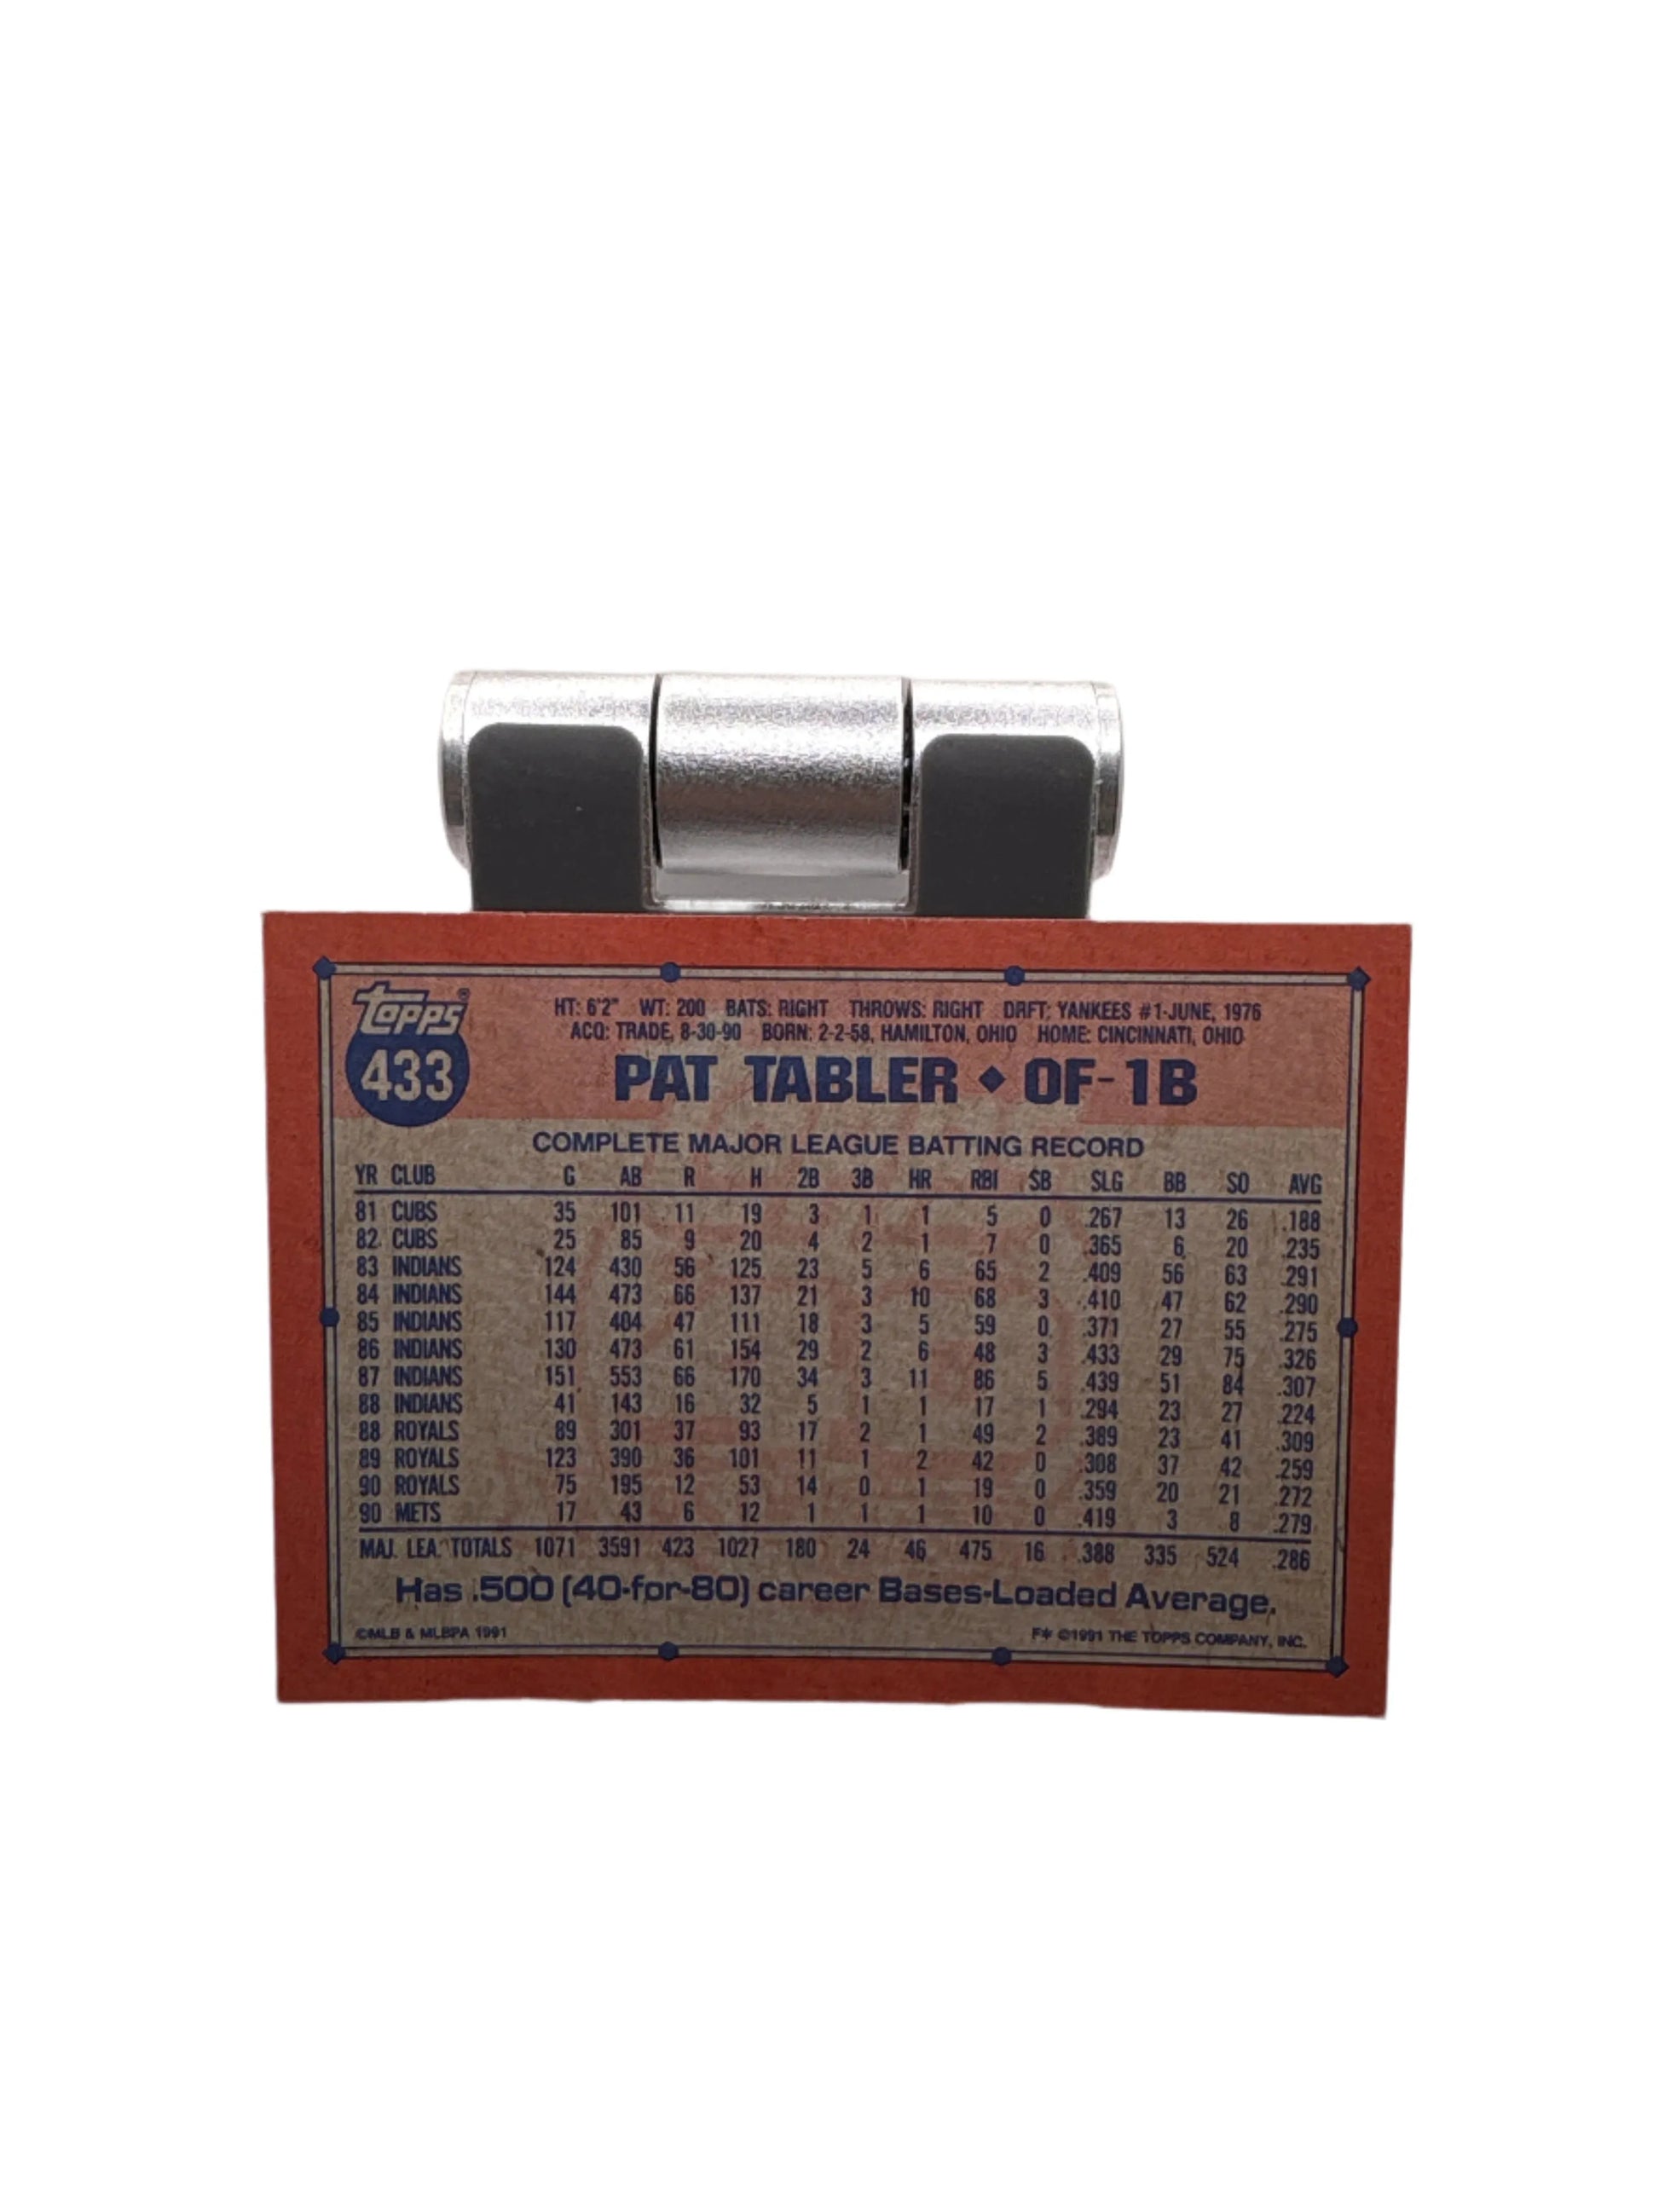 topps®
433
HT: 6'2" WT: 200 BATS: RIGHT THROWS: RIGHT DRFT: YANKEES #1-JUNE, 1976
ACQ: TRADE, 8-30-90 BORN: 2-2-58, HAMILTON, OHIO HOME: CINCINNATI, OHIO
PAT TABLER ◆ OF-1B
COMPLETE MAJOR LEAGUE BATTING RECORD
YR CLUB G AB R H 2B 3B HR RBI SB SLG BB SO AVG
81 CUBS 35 101 11 19 3 1 1 5 0 .267 13 26 .188
82 CUBS 25 85 9 20 4 2 1 7 0 .365 6 20 .235
83 INDIANS 124 430 56 125 23 5 6 65 2 .409 56 63 .291
84 INDIANS 144 473 66 137 21 3 10 68 3 .410 47 62 .290
85 INDIANS 117 404 47 111 18 3 5 59 0 .371 27 55 .275
86 INDIANS 130 473 61 154 29 2 6 48 3 .433 29 75 .326
87 INDIANS 151 553 66 170 34 3 11 86 5 .439 51 84 .307
88 INDIANS 41 143 16 32 5 1 1 17 1 .294 23 27 .224
88 ROYALS 89 301 37 93 17 2 1 49 2 .389 23 41 .309
89 ROYALS 123 390 36 101 11 1 2 42 0 .308 37 42 .259
90 ROYALS 75 195 12 53 14 0 1 19 0 .359 20 21 .272
90 METS 17 43 6 12 1 1 1 10 0 .419 3 8 .279
MAJ. LEA. TOTALS 1071 3591 423 1027 180 24 46 475 16 .388 335 524 .286
Has .500 (40-for-80) career Bases-Loaded Average.
©MLB & MLBPA 1991
F* ©1991 THE TOPPS COMPANY, INC.